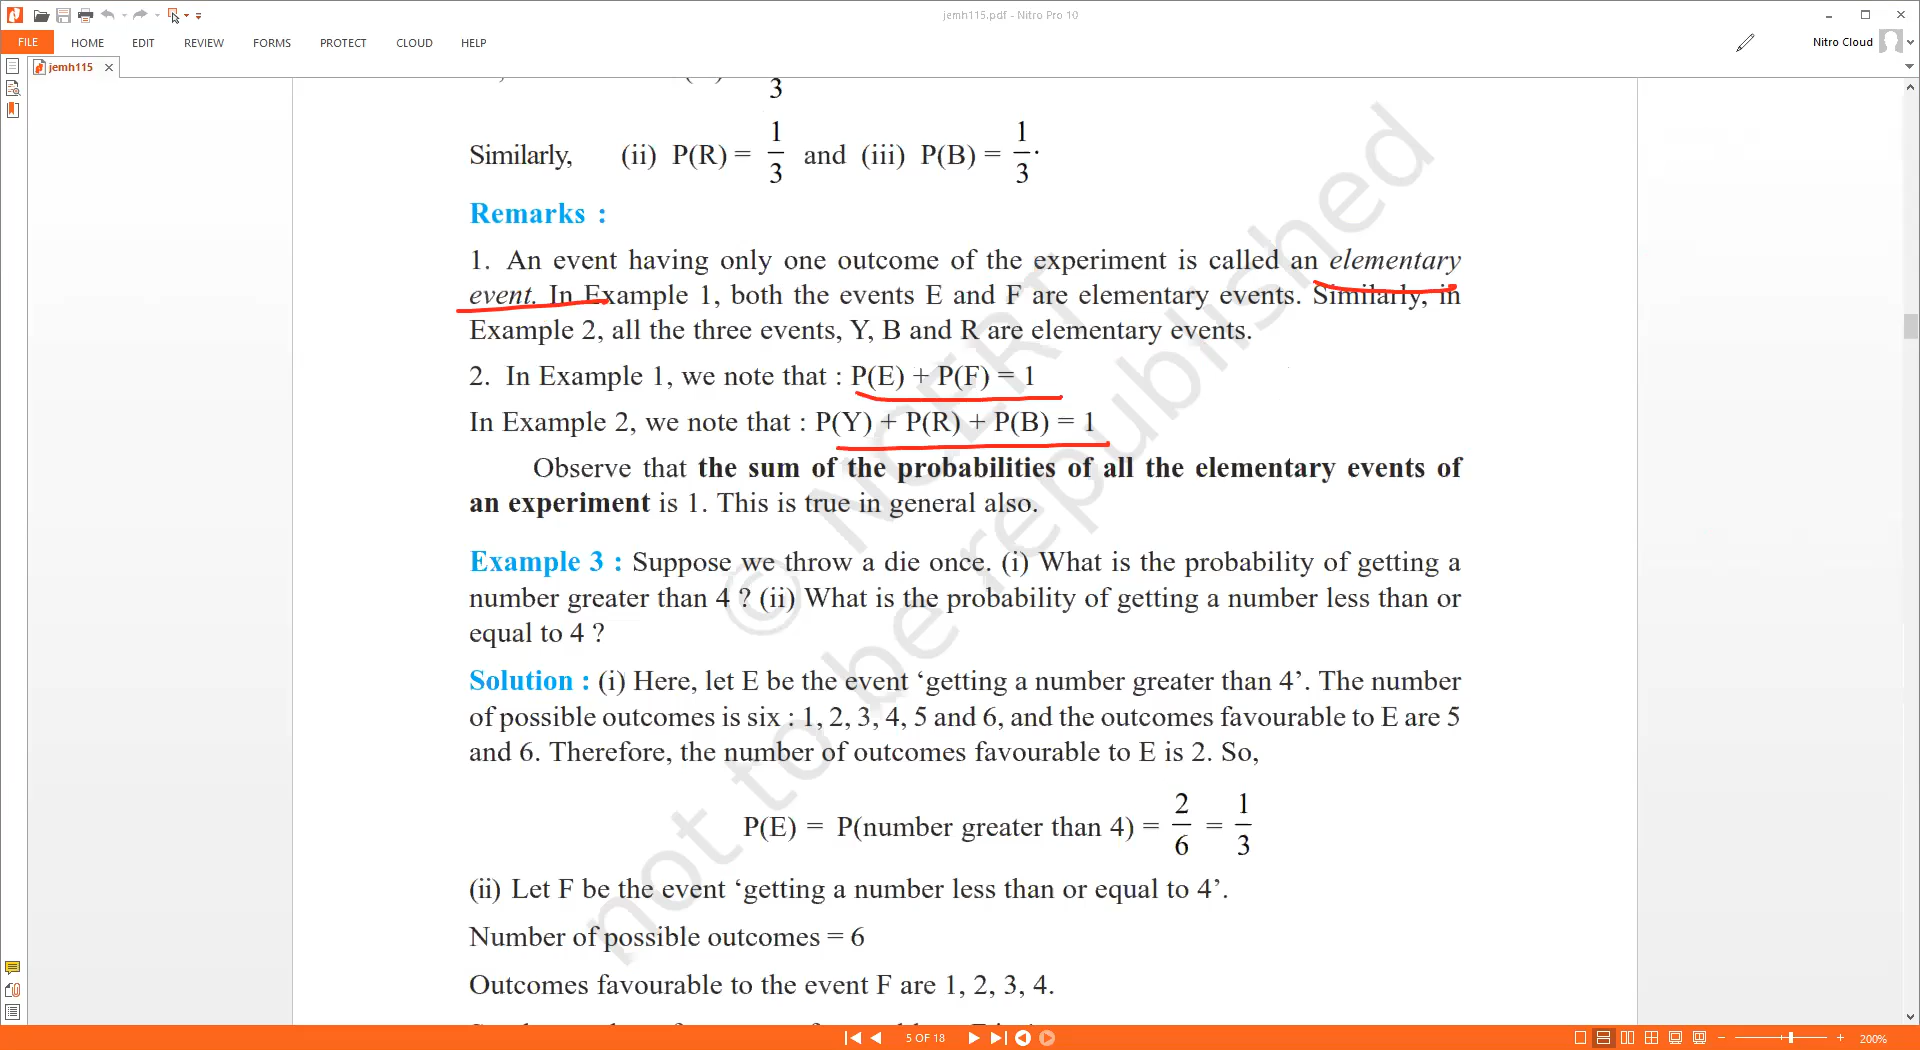 jemh115.pdf - Nitro Pro 10
FILE HOME EDIT REVIEW FORMS PROTECT CLOUD HELP
Nitro Cloud
jemh115
3
Similarly, (ii) P(R) = 1/3 and (iii) P(B) = 1/3.
Remarks :
1. An event having only one outcome of the experiment is called an elementary
event. In Example 1, both the events E and F are elementary events. Similarly, in
Example 2, all the three events, Y, B and R are elementary events.
2. In Example 1, we note that : P(E) + P(F) = 1
In Example 2, we note that : P(Y) + P(R) + P(B) = 1
Observe that the sum of the probabilities of all the elementary events of
an experiment is 1. This is true in general also.
Example 3 : Suppose we throw a die once. (i) What is the probability of getting a
number greater than 4 ? (ii) What is the probability of getting a number less than or
equal to 4 ?
Solution : (i) Here, let E be the event ‘getting a number greater than 4’. The number
of possible outcomes is six : 1, 2, 3, 4, 5 and 6, and the outcomes favourable to E are 5
and 6. Therefore, the number of outcomes favourable to E is 2. So,
P(E) = P(number greater than 4) = 2/6 = 1/3
(ii) Let F be the event ‘getting a number less than or equal to 4’.
Number of possible outcomes = 6
Outcomes favourable to the event F are 1, 2, 3, 4.
© NCERT
not to be republished
5 OF 18
200%